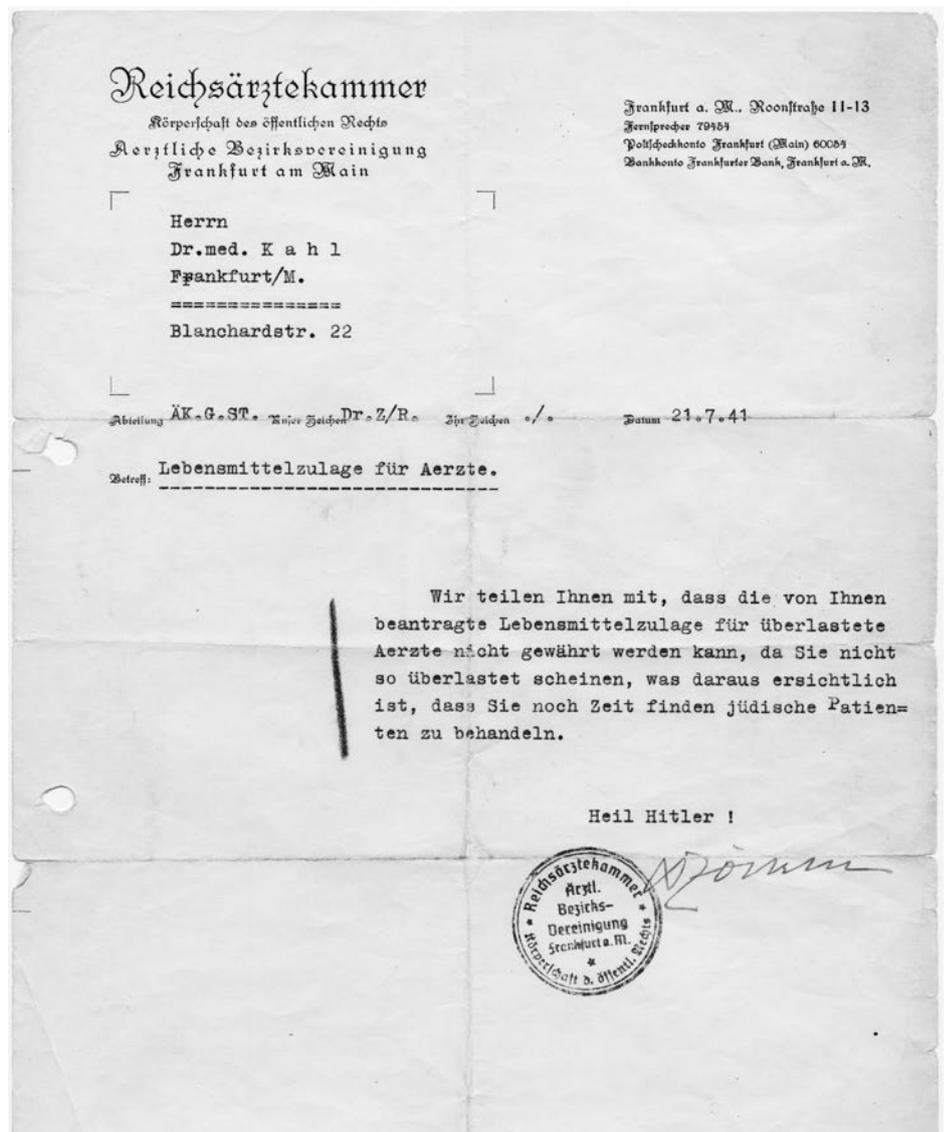 Reichsärztekammer
Körperschaft des öffentlichen Rechts
Aerztliche Bezirksvereinigung
Frankfurt am Main
Frankfurt a. M., Roonstraße 11-13
Fernsprecher 79454
Postscheckkonto Frankfurt (Main) 60054
Bankkonto Frankfurter Bank, Frankfurt a. M.
Herrn
Dr.med. K a h l
Frankfurt/M.
===============
Blanchardstr. 22
Abteilung ÄK.G.ST. Unser Zeichen Dr.Z/R. Ihr Zeichen ./. Datum 21.7.41
Betreff: Lebensmittelzulage für Aerzte.
Wir teilen Ihnen mit, dass die von Ihnen
beantragte Lebensmittelzulage für überlastete
Aerzte nicht gewährt werden kann, da Sie nicht
so überlastet scheinen, was daraus ersichtlich
ist, dass Sie noch Zeit finden jüdische Patien=
ten zu behandeln.
Heil Hitler !
Reichsärztekammer
Ärztl.
Bezirks-
Vereinigung
Frankfurt a. M.
Körperschaft d. öffentl. Rechts